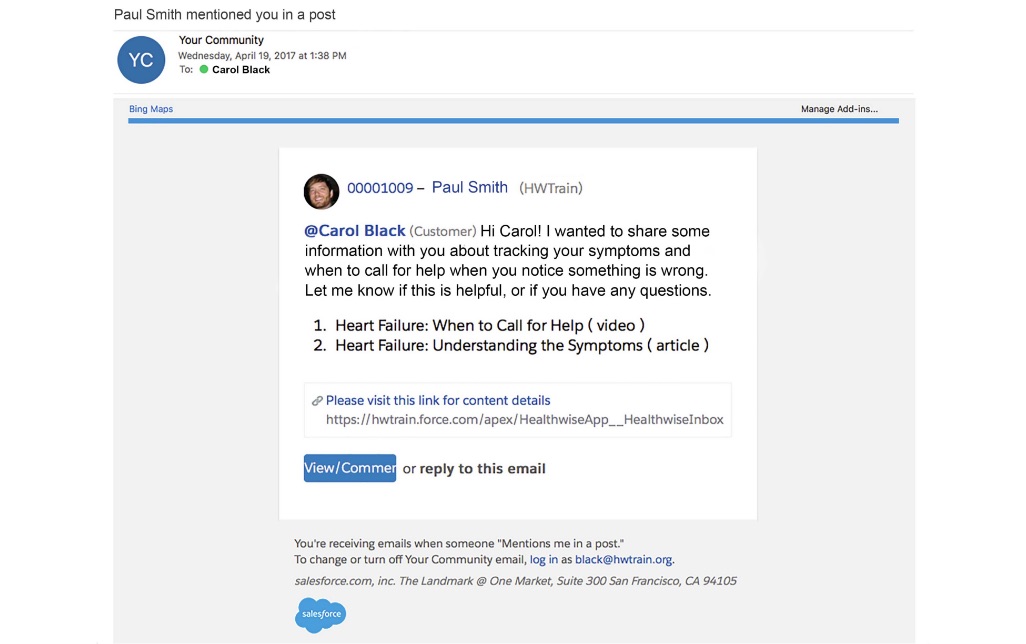 Paul Smith mentioned you in a post
YC
Your Community
Wednesday, April 19, 2017 at 1:38 PM
To: Carol Black
Bing Maps
Manage Add-ins...
00001009 – Paul Smith (HWTrain)
@Carol Black (Customer) Hi Carol! I wanted to share some
information with you about tracking your symptoms and
when to call for help when you notice something is wrong.
Let me know if this is helpful, or if you have any questions.
1. Heart Failure: When to Call for Help ( video )
2. Heart Failure: Understanding the Symptoms ( article )
Please visit this link for content details
https://hwtrain.force.com/apex/HealthwiseApp__HealthwiseInbox
View/Commer or reply to this email
You're receiving emails when someone "Mentions me in a post."
To change or turn off Your Community email, log in as black@hwtrain.org.
salesforce.com, inc. The Landmark @ One Market, Suite 300 San Francisco, CA 94105
salesforce